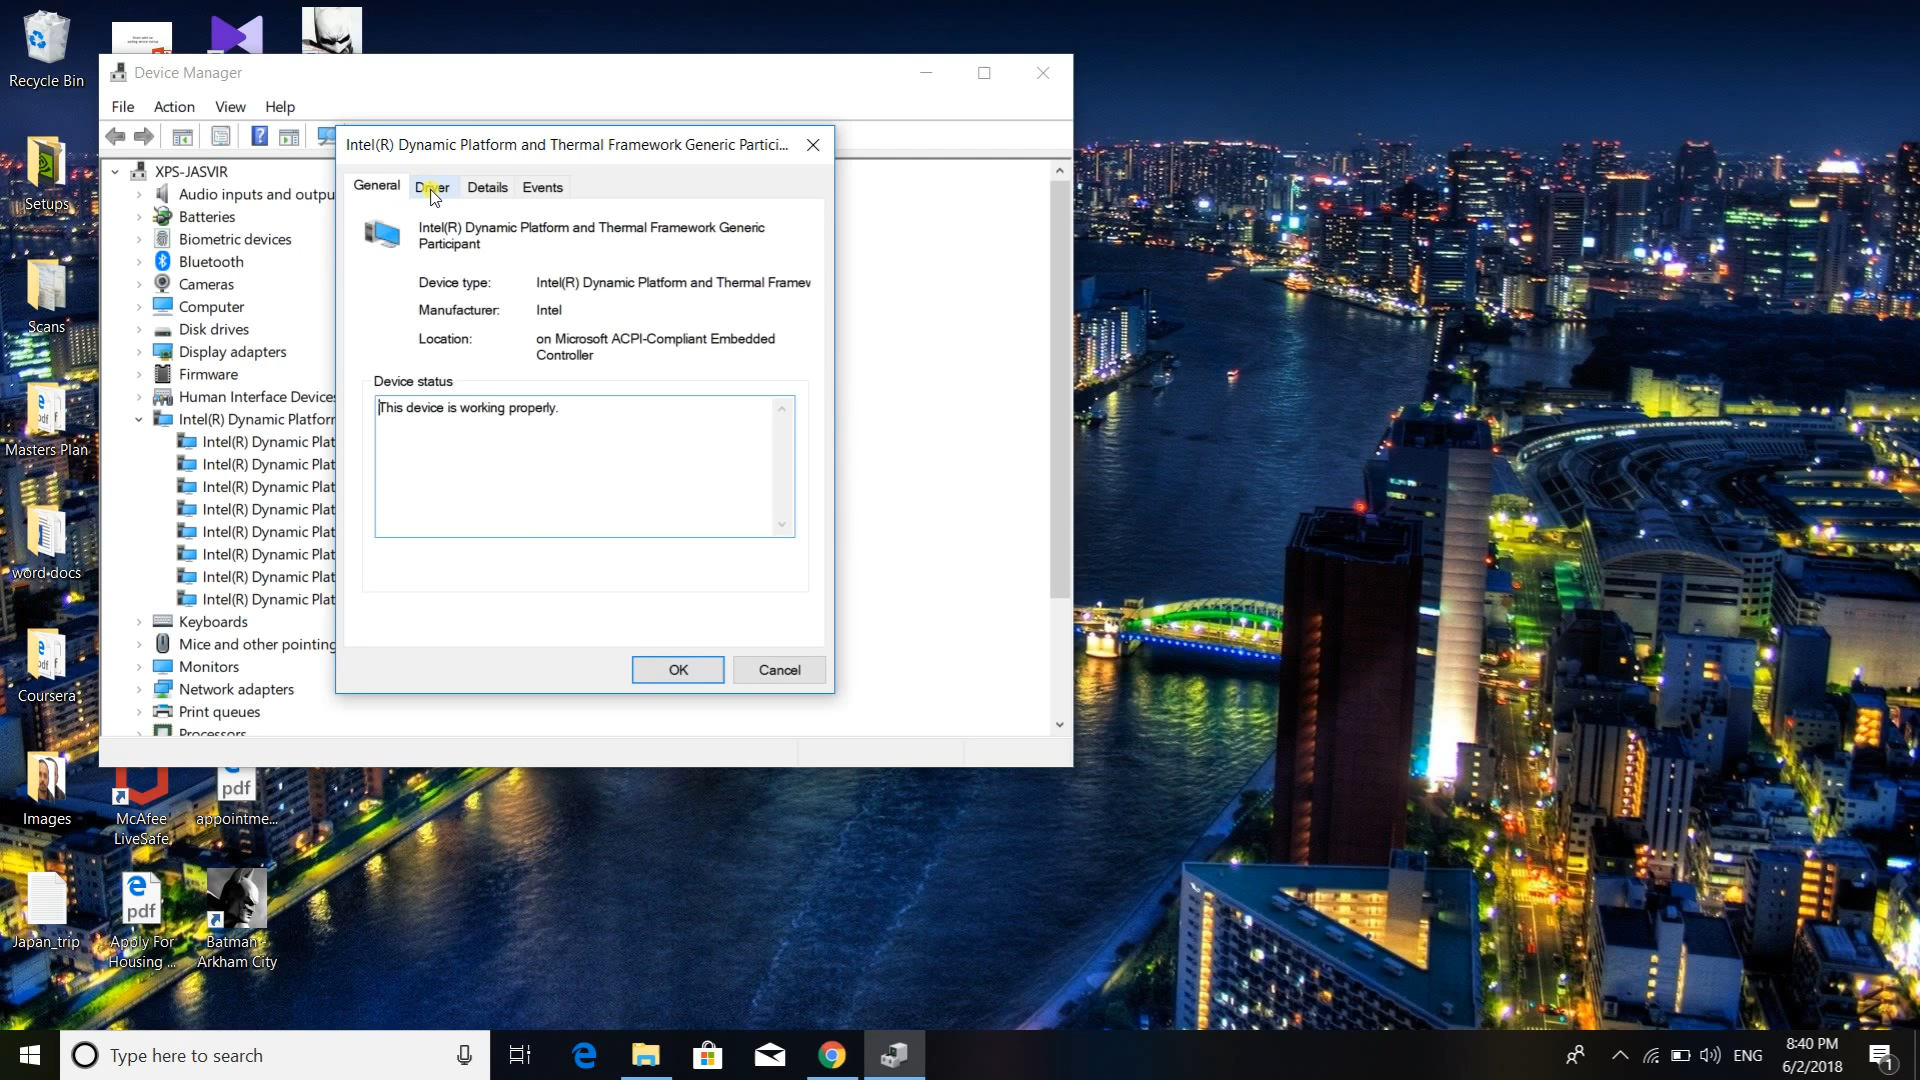 Recycle Bin
Setups
Scans
Masters Plan
word docs
Coursera
Images
McAfee
LiveSafe
pdf
appointme...
Japan_trip
pdf
Apply For
Housing ...
Batman -
Arkham City
Device Manager
File Action View Help
XPS-JASVIR
Audio inputs and outpu
Batteries
Biometric devices
Bluetooth
Cameras
Computer
Disk drives
Display adapters
Firmware
Human Interface Devices
Intel(R) Dynamic Platform
Intel(R) Dynamic Plat
Intel(R) Dynamic Plat
Intel(R) Dynamic Plat
Intel(R) Dynamic Plat
Intel(R) Dynamic Plat
Intel(R) Dynamic Plat
Intel(R) Dynamic Plat
Intel(R) Dynamic Plat
Keyboards
Mice and other pointing
Monitors
Network adapters
Print queues
Processors
Intel(R) Dynamic Platform and Thermal Framework Generic Partici...
General Driver Details Events
Intel(R) Dynamic Platform and Thermal Framework Generic
Participant
Device type: Intel(R) Dynamic Platform and Thermal Framew
Manufacturer: Intel
Location: on Microsoft ACPI-Compliant Embedded
Controller
Device status
This device is working properly.
OK Cancel
Type here to search
ENG
8:40 PM
6/2/2018
1